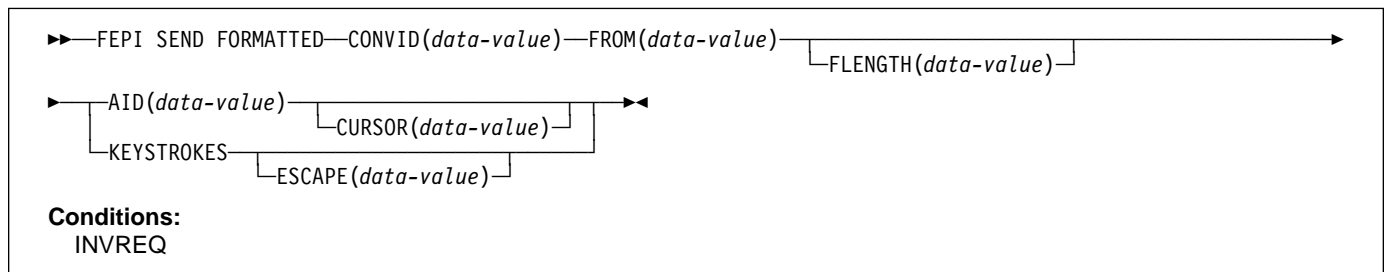 FEPI SEND FORMATTED CONVID(data-value) FROM(data-value)
FLENGTH(data-value)
AID(data-value)
CURSOR(data-value)
KEYSTROKES
ESCAPE(data-value)
Conditions:
INVREQ